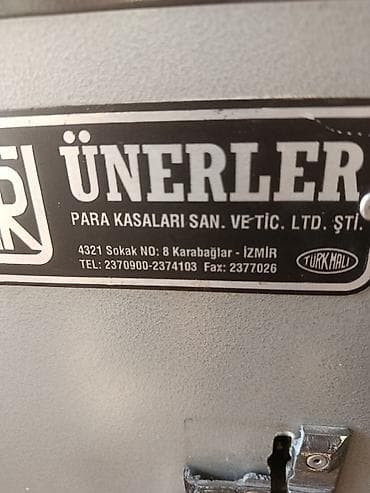 ÜNERLER
PARA KASALARI SAN. VE TİC. LTD. ŞTİ.
4321 Sokak NO: 8 Karabağlar - İZMİR
TEL: 2370900-2374103 Fax: 2377026
TÜRK MALI